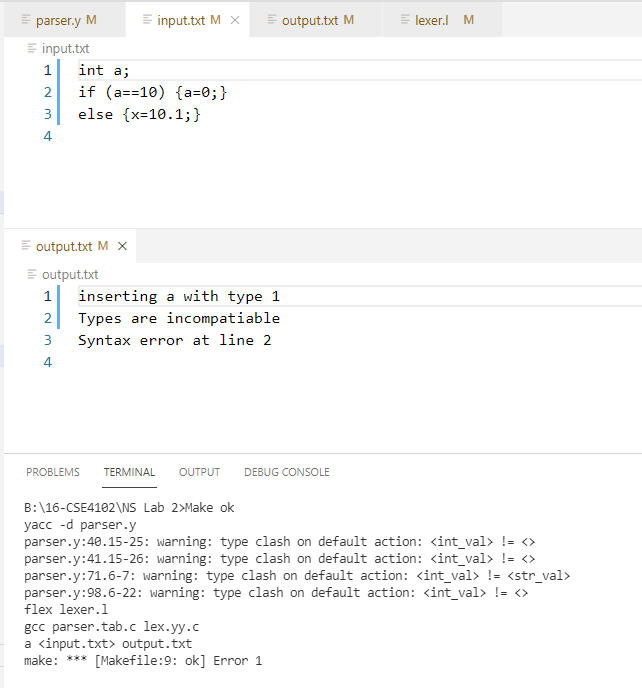 parser.y M input.txt M × output.txt M lexer.l M
input.txt
1 int a;
2 if (a==10) {a=0;}
3 else {x=10.1;}
4
output.txt M ×
output.txt
1 inserting a with type 1
2 Types are incompatiable
3 Syntax error at line 2
4
PROBLEMS TERMINAL OUTPUT DEBUG CONSOLE
B:\16-CSE4102\NS Lab 2>Make ok
yacc -d parser.y
parser.y:40.15-25: warning: type clash on default action: <int_val> != <>
parser.y:41.15-26: warning: type clash on default action: <int_val> != <>
parser.y:71.6-7: warning: type clash on default action: <int_val> != <str_val>
parser.y:98.6-22: warning: type clash on default action: <int_val> != <>
flex lexer.l
gcc parser.tab.c lex.yy.c
a <input.txt> output.txt
make: *** [Makefile:9: ok] Error 1